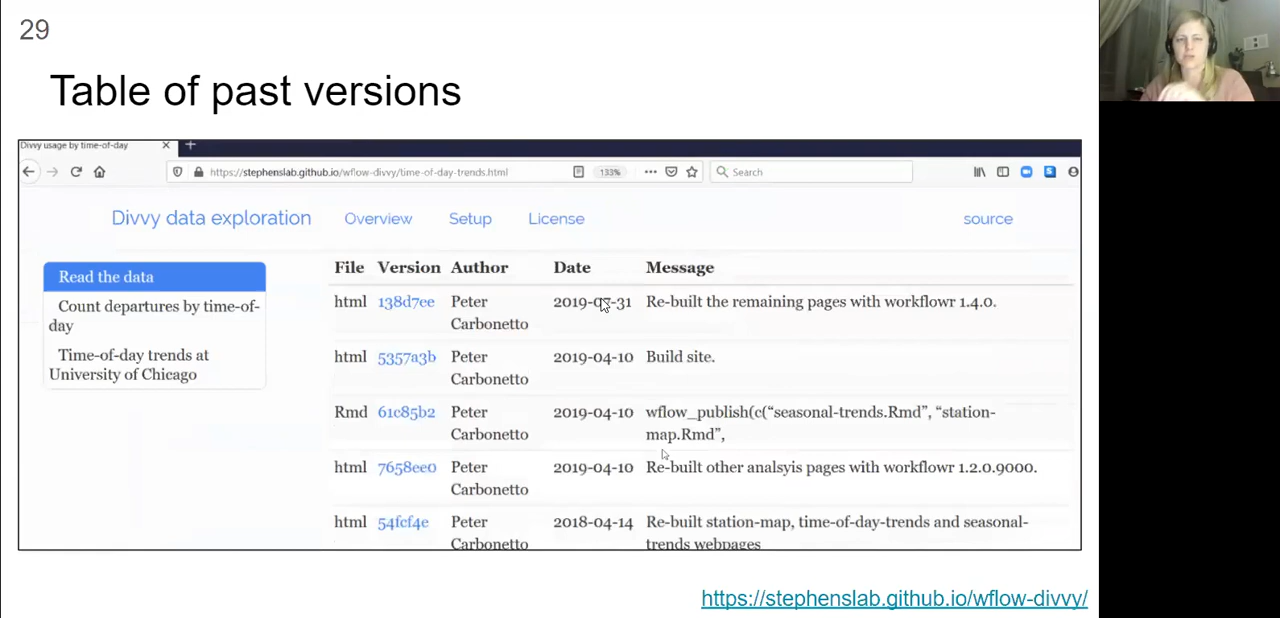 29
Table of past versions
Divvy usage by time-of-day
https://stephenslab.github.io/wflow-divvy/time-of-day-trends.html
133%
Search
Divvy data exploration
Overview
Setup
License
source
Read the data
Count departures by time-of-
day
Time-of-day trends at
University of Chicago
File Version Author Date Message
html 138d7ee Peter 2019-07-31 Re-built the remaining pages with workflowr 1.4.0.
Carbonetto
html 5357a3b Peter 2019-04-10 Build site.
Carbonetto
Rmd 61c85b2 Peter 2019-04-10 wflow_publish(c(“seasonal-trends.Rmd”, “station-
Carbonetto map.Rmd”,
html 7658ee0 Peter 2019-04-10 Re-built other analsyis pages with workflowr 1.2.0.9000.
Carbonetto
html 54fcf4e Peter 2018-04-14 Re-built station-map, time-of-day-trends and seasonal-
Carbonetto trends webpages
https://stephenslab.github.io/wflow-divvy/